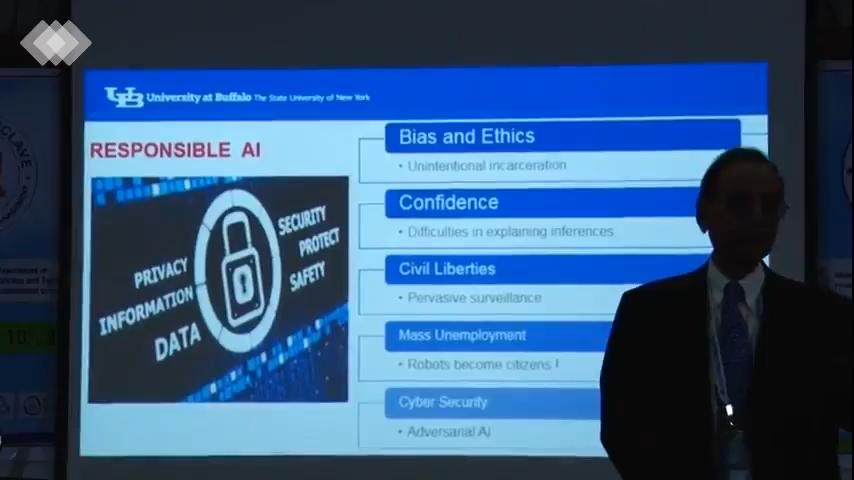 UB University at Buffalo The State University of New York
RESPONSIBLE AI
PRIVACY
INFORMATION
DATA
SECURITY
PROTECT
SAFETY
Bias and Ethics
• Unintentional incarceration
Confidence
• Difficulties in explaining inferences
Civil Liberties
• Pervasive surveillance
Mass Unemployment
• Robots become citizens !
Cyber Security
• Adversarial AI